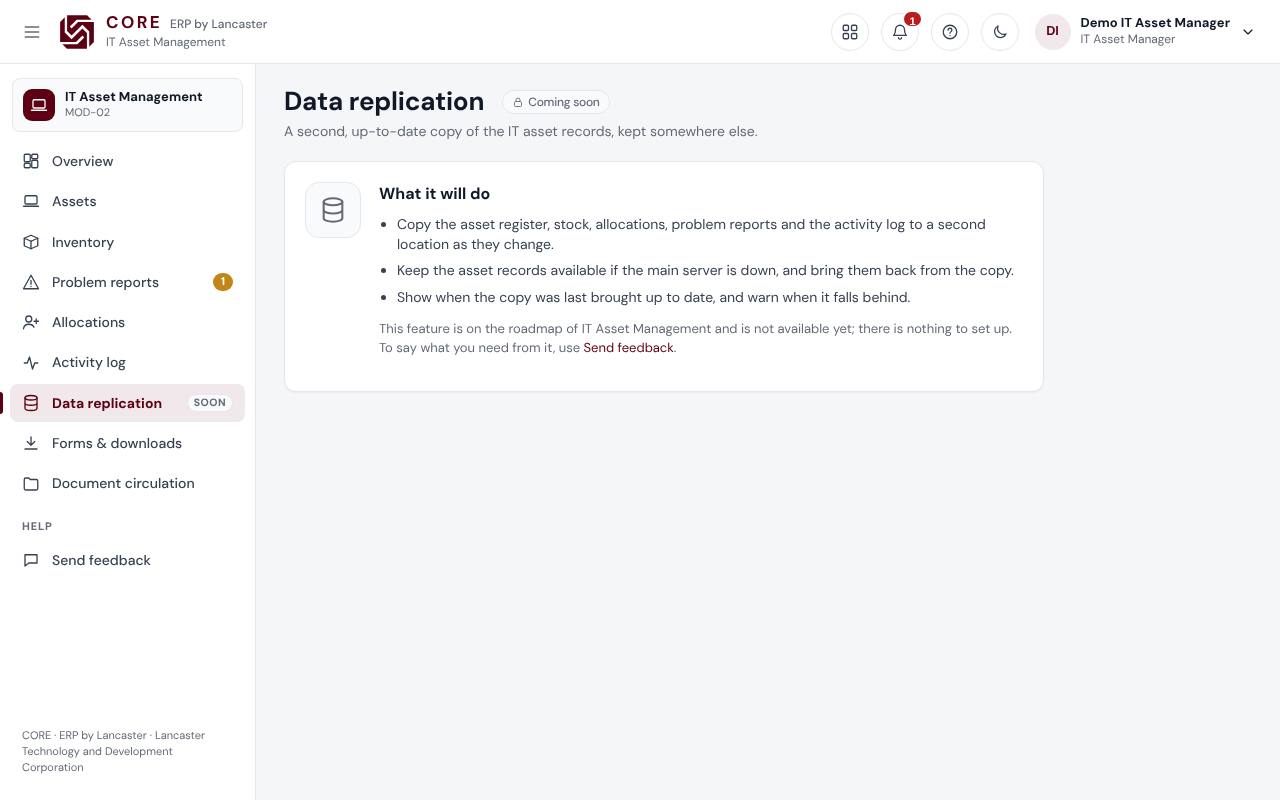 CORE ERP by Lancaster
IT Asset Management
1
DI
Demo IT Asset Manager
IT Asset Manager
IT Asset Management
MOD-02
Overview
Assets
Inventory
Problem reports 1
Allocations
Activity log
Data replication SOON
Forms & downloads
Document circulation
HELP
Send feedback
CORE · ERP by Lancaster · Lancaster
Technology and Development
Corporation
Data replication Coming soon
A second, up-to-date copy of the IT asset records, kept somewhere else.
What it will do
• Copy the asset register, stock, allocations, problem reports and the activity log to a second
location as they change.
• Keep the asset records available if the main server is down, and bring them back from the copy.
• Show when the copy was last brought up to date, and warn when it falls behind.
This feature is on the roadmap of IT Asset Management and is not available yet; there is nothing to set up.
To say what you need from it, use Send feedback.